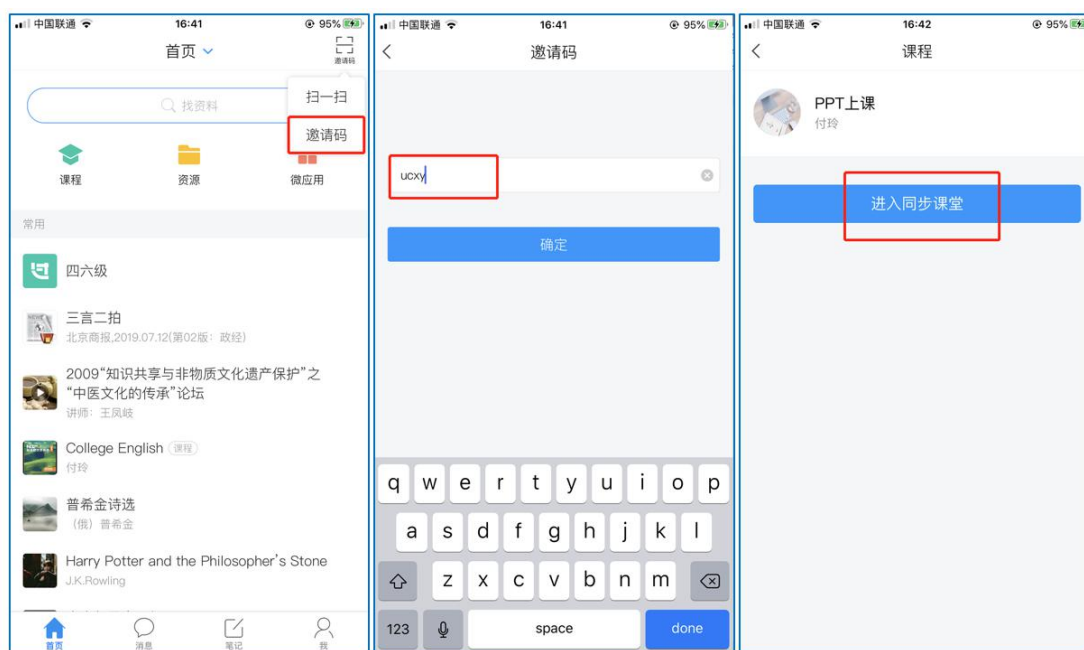 中国联通
16:41
95%
首页
邀请码
找资料
扫一扫
邀请码
课程
资源
微应用
常用
四六级
三言二拍
北京商报,2019.07.12(第02版：政经)
2009“知识共享与非物质文化遗产保护”之
“中医文化的传承”论坛
讲师：王凤岐
College English 课程
付玲
普希金诗选
（俄）普希金
Harry Potter and the Philosopher's Stone
J.K.Rowling
首页
消息
笔记
我
中国联通
16:41
95%
邀请码
ucxy
确定
q w e r t y u i o p
a s d f g h j k l
z x c v b n m
123
space
done
中国联通
16:42
95%
课程
PPT上课
付玲
进入同步课堂